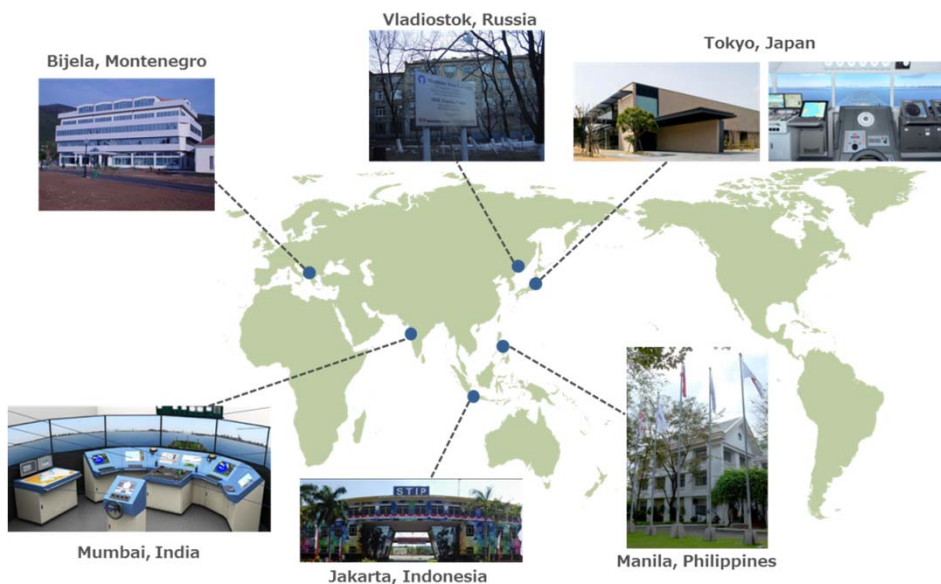 Vladiostok, Russia
Bijela, Montenegro
Tokyo, Japan
STIP
Mumbai, India
Jakarta, Indonesia
Manila, Philippines